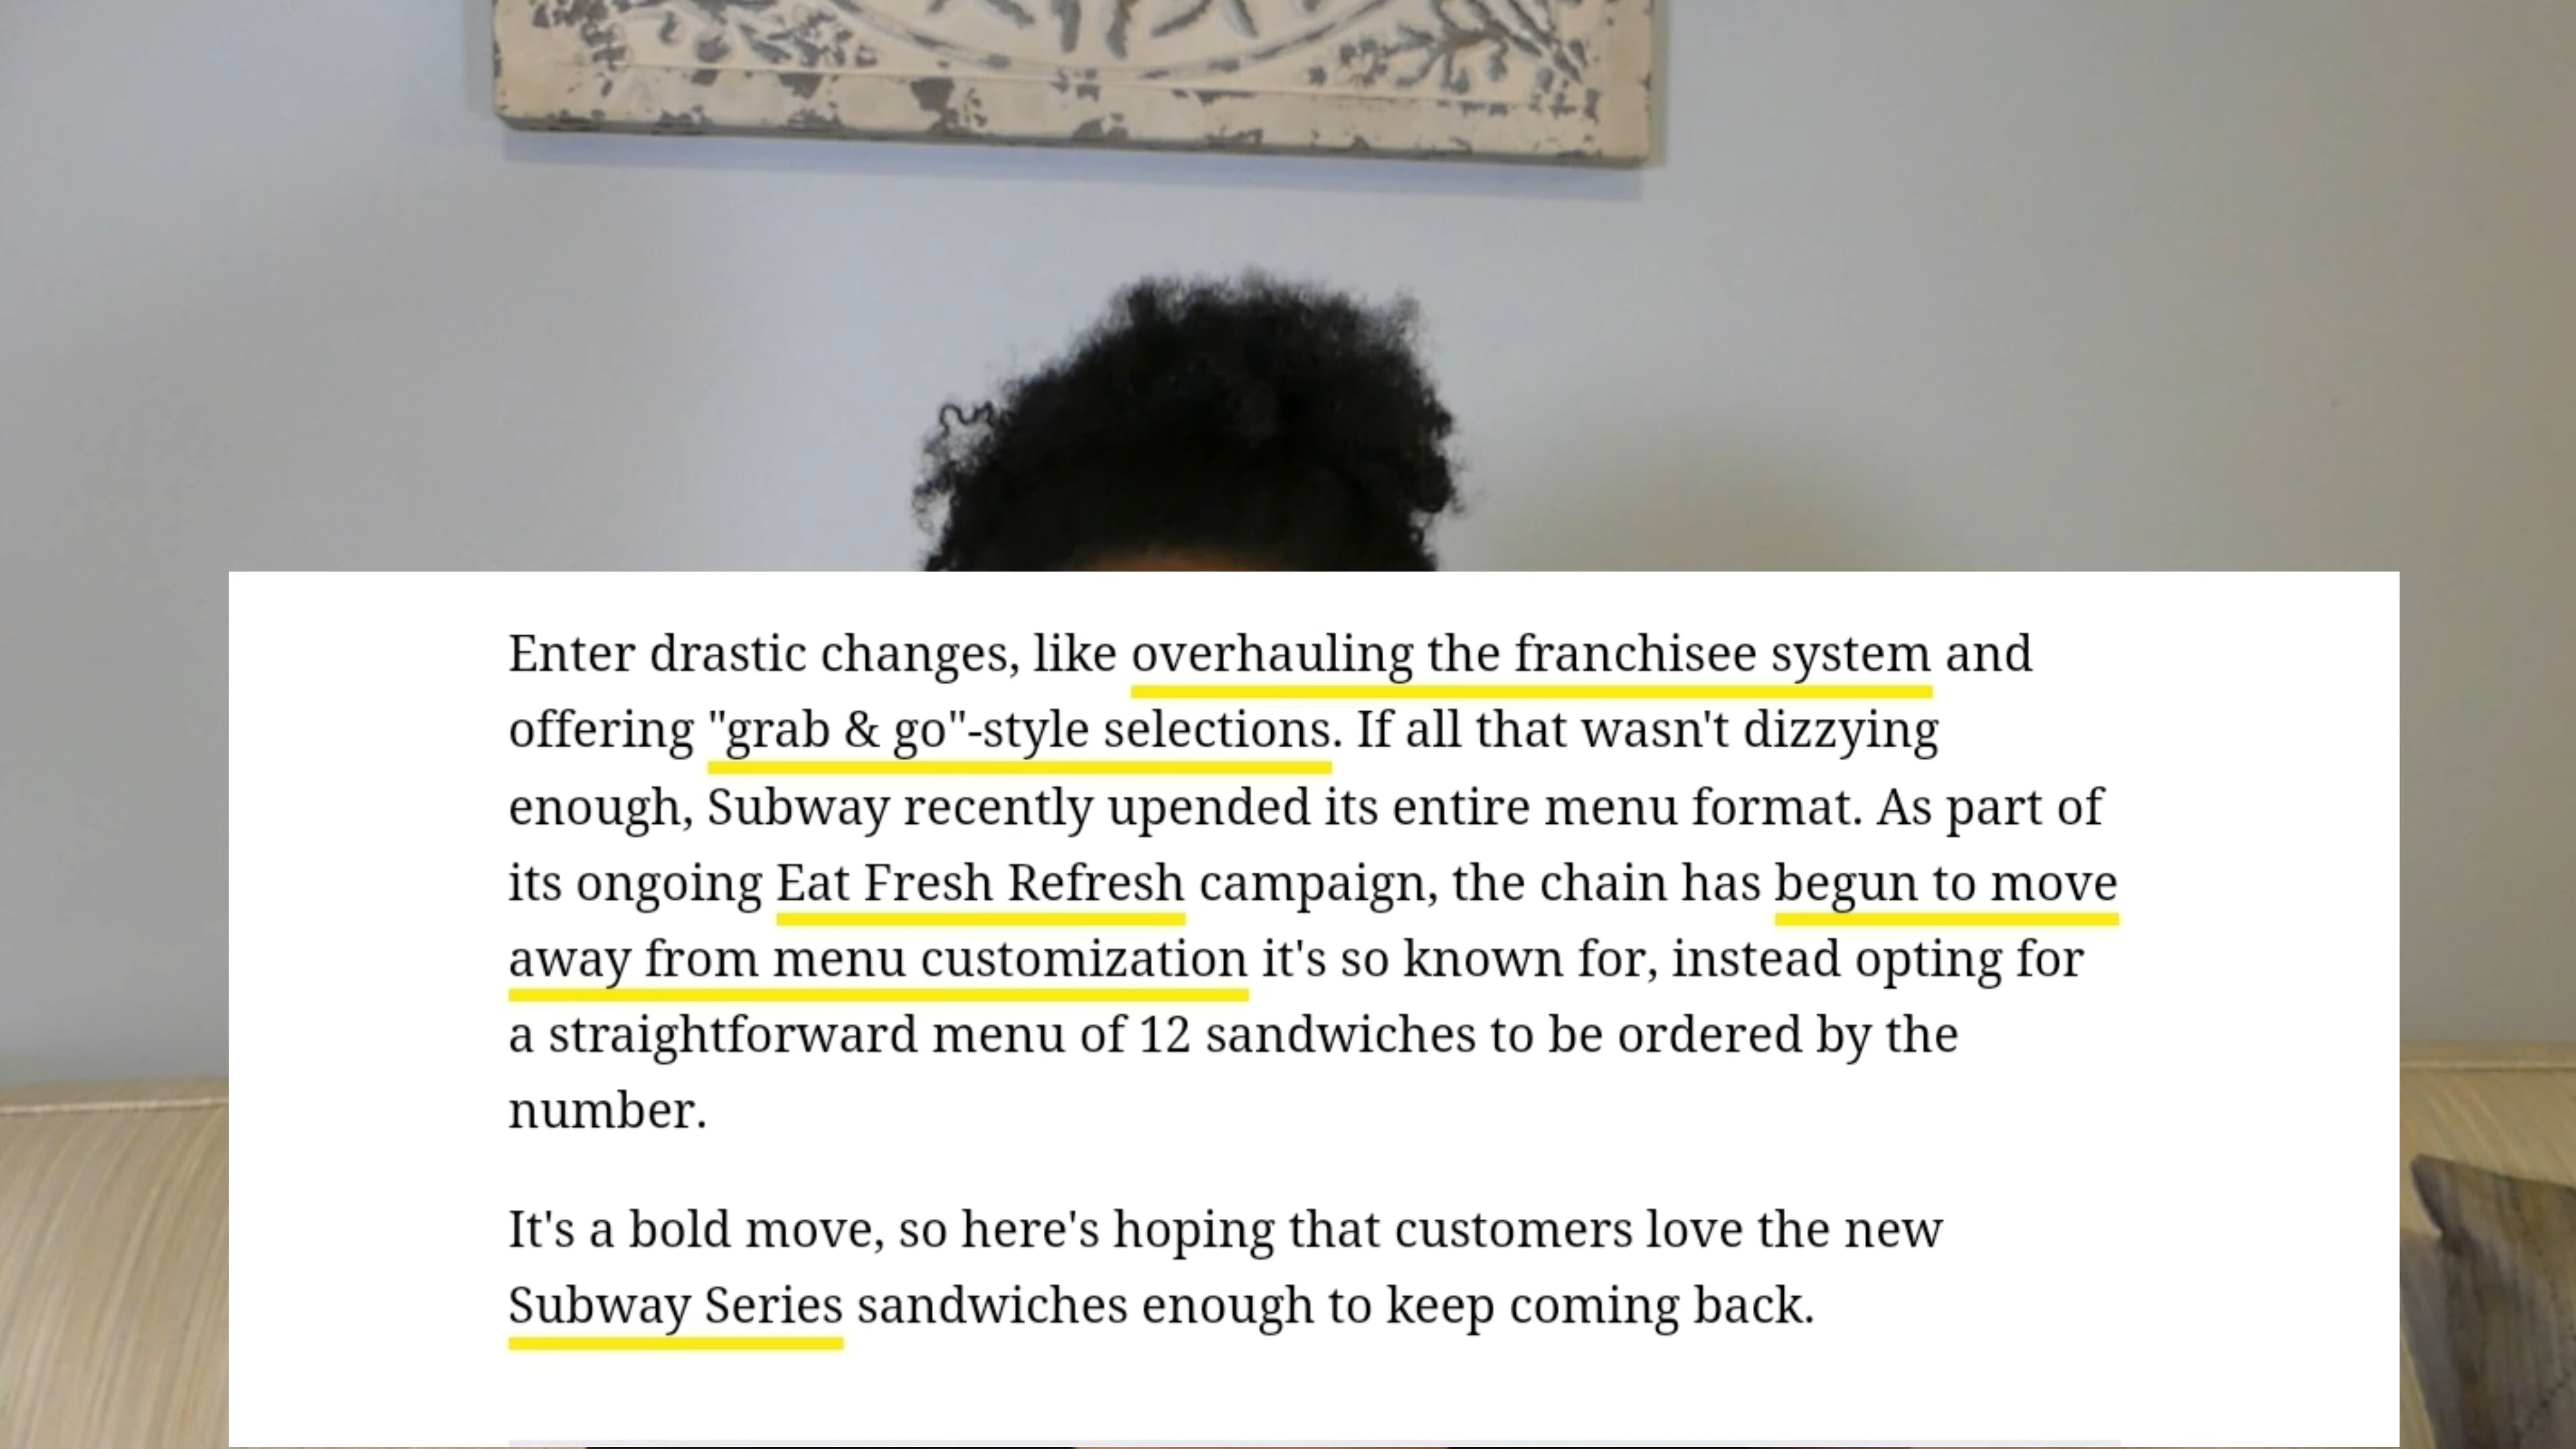 Enter drastic changes, like overhauling the franchisee system and
offering "grab & go"-style selections. If all that wasn't dizzying
enough, Subway recently upended its entire menu format. As part of
its ongoing Eat Fresh Refresh campaign, the chain has begun to move
away from menu customization it's so known for, instead opting for
a straightforward menu of 12 sandwiches to be ordered by the
number.
It's a bold move, so here's hoping that customers love the new
Subway Series sandwiches enough to keep coming back.